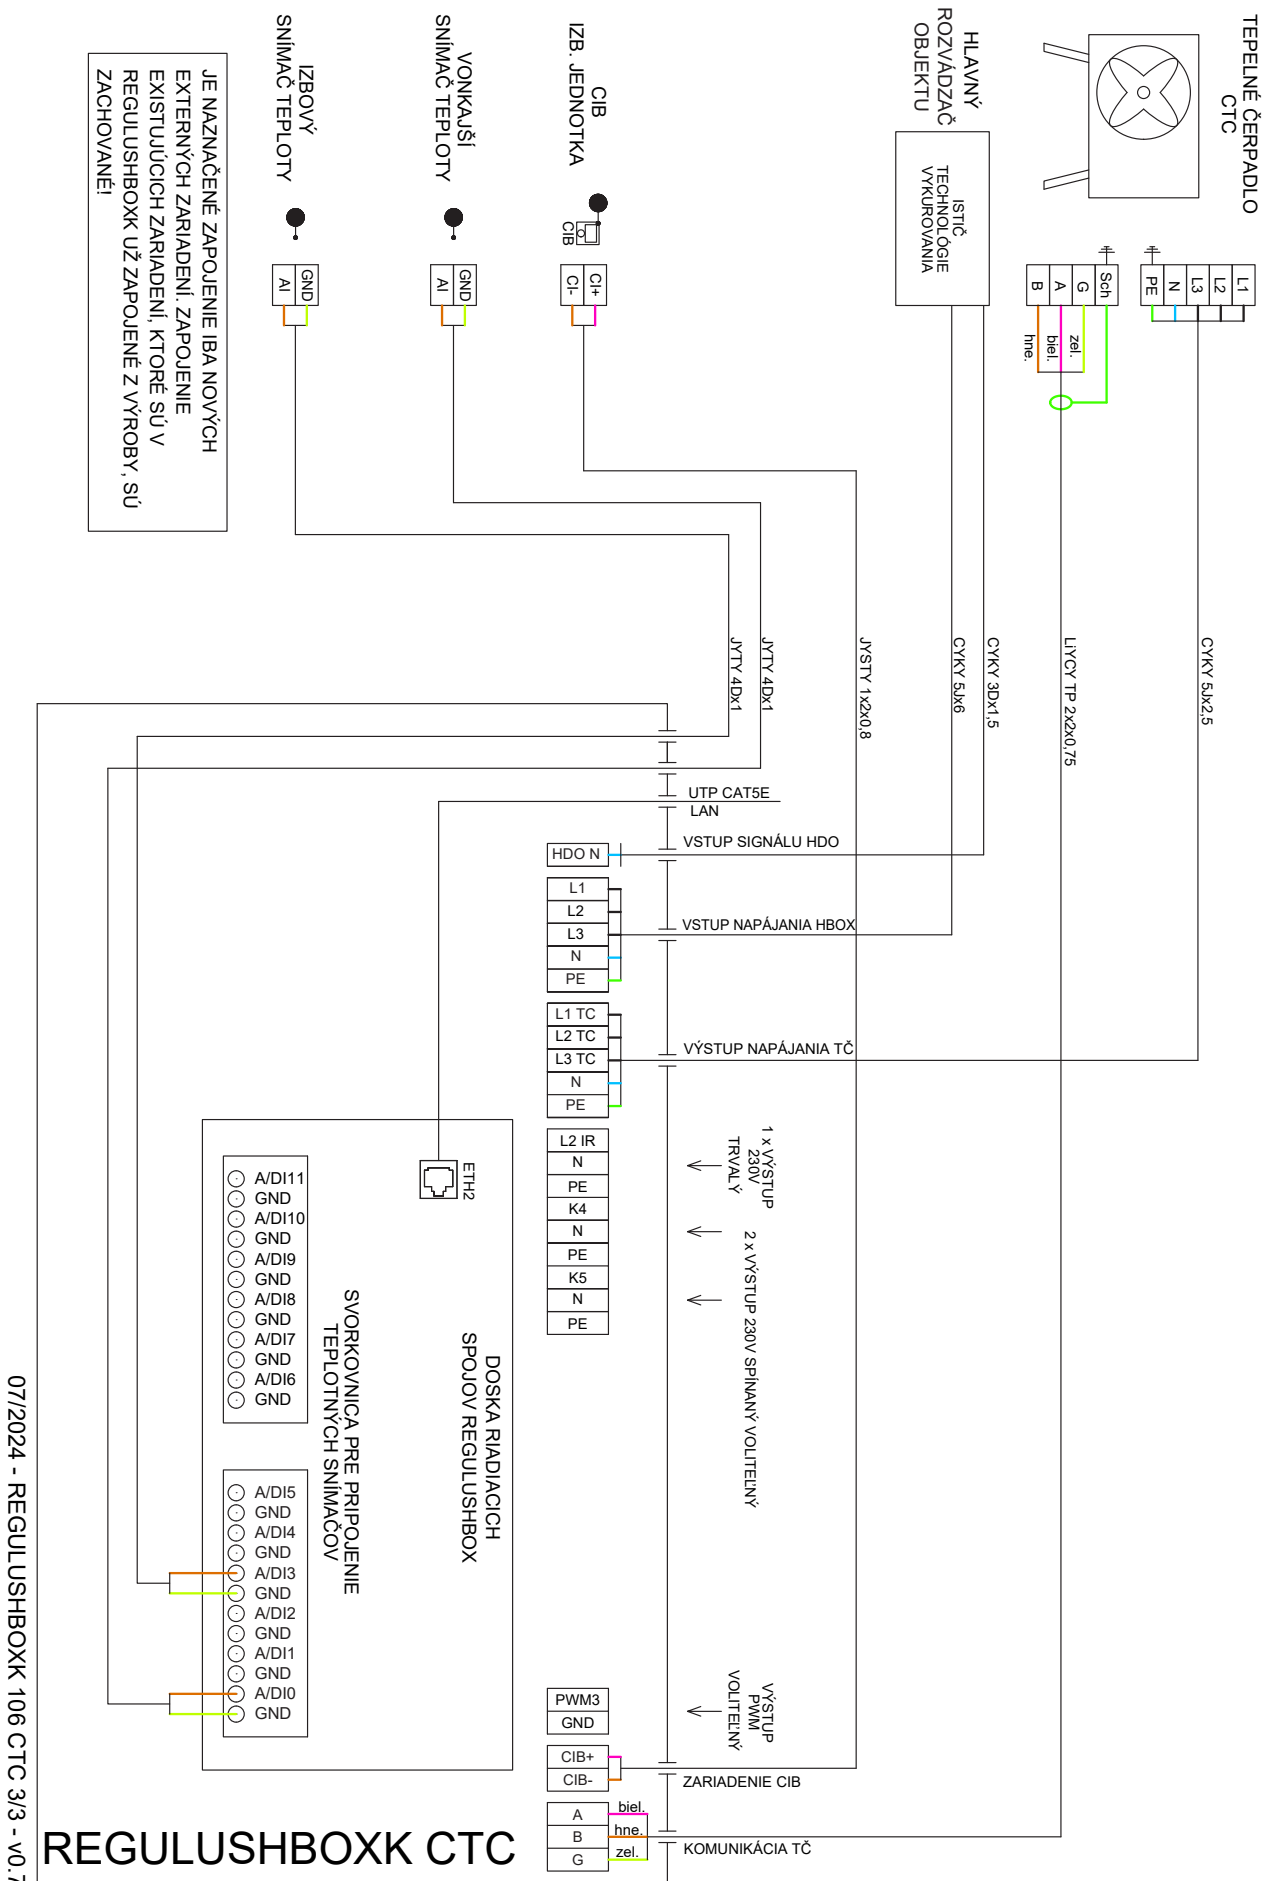 TEPELNÉ ČERPADLO
CTC
L1
L2
L3
N
PE
Sch
G
A
B
zel.
biel.
hne.
HLAVNÝ
ROZVÁDZAČ
OBJEKTU
ISTIČ
TECHNOLÓGIE
VYKUROVANIA
CIB
IZB. JEDNOTKA
CIB
CI+
CI-
VONKAJŠÍ
SNÍMAČ TEPLOTY
GND
AI
IZBOVÝ
SNÍMAČ TEPLOTY
GND
AI
JE NAZNAČENÉ ZAPOJENIE IBA NOVÝCH
EXTERNÝCH ZARIADENÍ. ZAPOJENIE
EXISTUJÚCICH ZARIADENÍ, KTORÉ SÚ V
REGULUSHBOXK UŽ ZAPOJENÉ Z VÝROBY, SÚ
ZACHOVANÉ!
CYKY 5Jx2,5
LiYCY TP 2x2x0,75
CYKY 3Dx1,5
CYKY 5Jx6
JYSTY 1x2x0,8
JYTY 4Dx1
JYTY 4Dx1
UTP CAT5E
LAN
VSTUP SIGNÁLU HDO
HDO N
L1
L2
L3
N
PE
VSTUP NAPÁJANIA HBOX
L1 TC
L2 TC
L3 TC
N
PE
VÝSTUP NAPÁJANIA TČ
L2 IR
N
PE
K4
N
PE
K5
N
PE
1 x VÝSTUP
230V
TRVALÝ
2 x VÝSTUP 230V SPÍNANÝ VOLITEĽNÝ
ETH2
A/DI11
GND
A/DI10
GND
A/DI9
GND
A/DI8
GND
A/DI7
GND
A/DI6
GND
A/DI5
GND
A/DI4
GND
A/DI3
GND
A/DI2
GND
A/DI1
GND
A/DI0
GND
SVORKOVNICA PRE PRIPOJENIE
TEPLOTNÝCH SNÍMAČOV
DOSKA RIADIACICH
SPOJOV REGULUSHBOX
PWM3
GND
VÝSTUP
PWM
VOLITEĽNÝ
CIB+
CIB-
ZARIADENIE CIB
A
B
G
biel.
hne.
zel.
KOMUNIKÁCIA TČ
REGULUSHBOXK CTC
07/2024 - REGULUSHBOXK 106 CTC 3/3 - v0.7